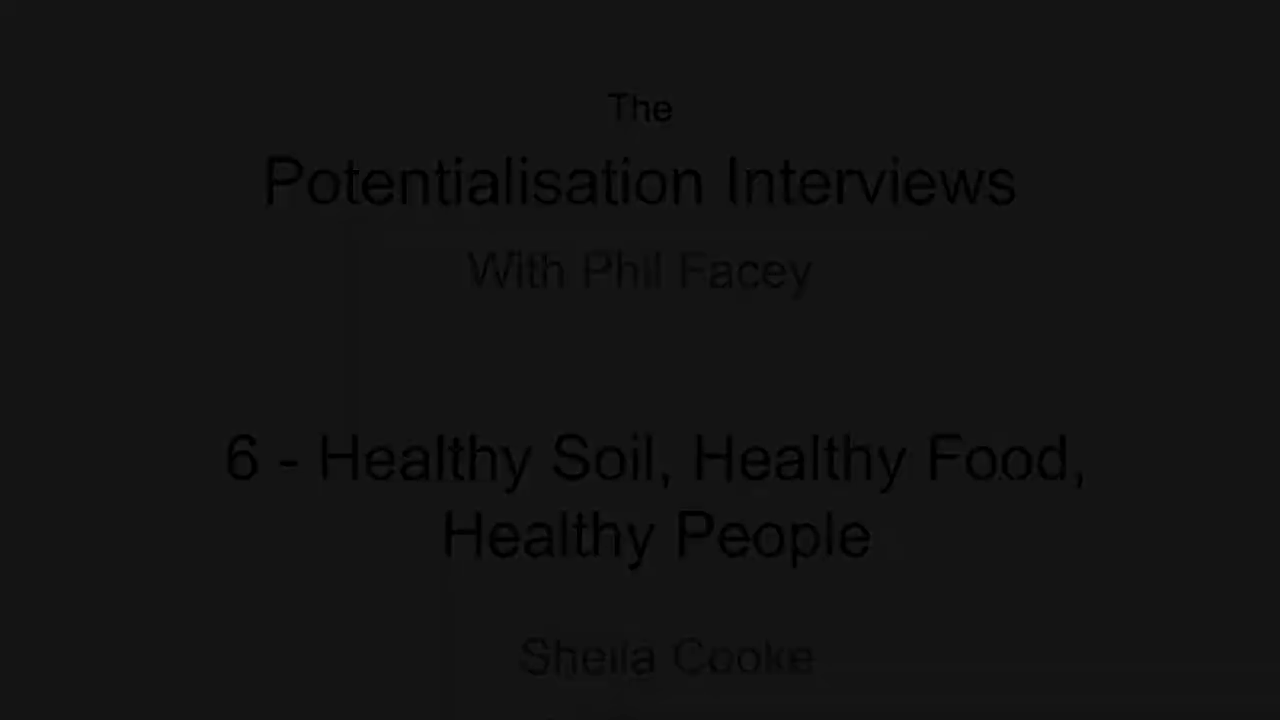 The
Potentialisation Interviews
With Phil Facey
6 - Healthy Soil, Healthy Food,
Healthy People
Sheila Cooke